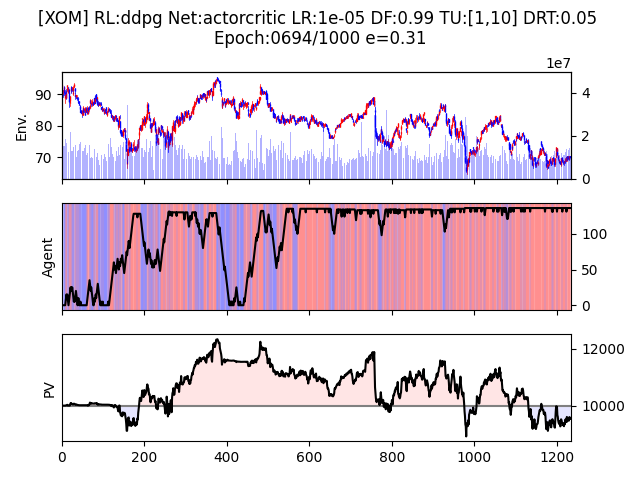 [XOM] RL:ddpg Net:actorcritic LR:1e-05 DF:0.99 TU:[1,10] DRT:0.05
Epoch:0694/1000 e=0.31
1e7
Env.
90
80
70
4
2
0
Agent
100
50
0
PV
12000
10000
0 200 400 600 800 1000 1200